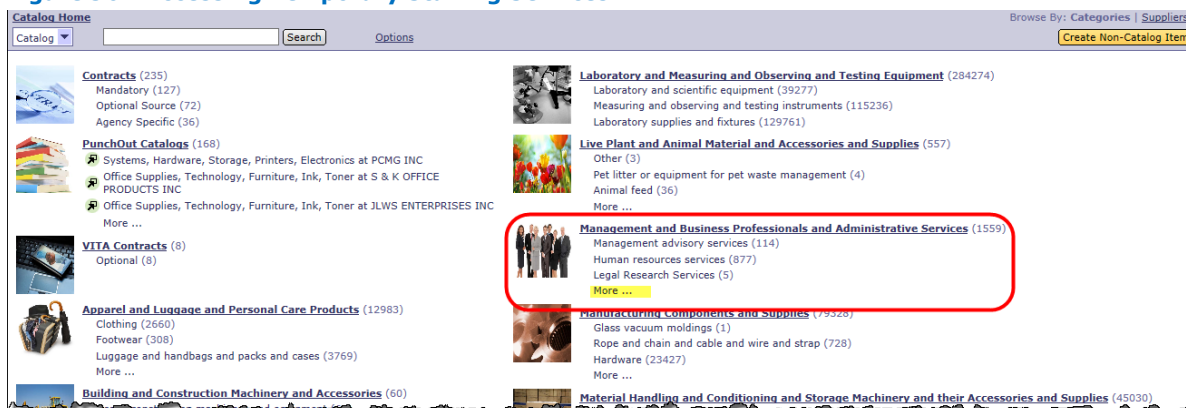 Catalog Home
Browse By: Categories | Suppliers
Catalog
Search
Options
Create Non-Catalog Item
Contracts (235)
Mandatory (127)
Optional Source (72)
Agency Specific (36)
PunchOut Catalogs (168)
Systems, Hardware, Storage, Printers, Electronics at PCMG INC
Office Supplies, Technology, Furniture, Ink, Toner at S & K OFFICE
PRODUCTS INC
Office Supplies, Technology, Furniture, Ink, Toner at JLWS ENTERPRISES INC
More ...
VITA Contracts (8)
Optional (8)
Apparel and Luggage and Personal Care Products (12983)
Clothing (2660)
Footwear (308)
Luggage and handbags and packs and cases (3769)
More ...
Building and Construction Machinery and Accessories (60)
Laboratory and Measuring and Observing and Testing Equipment (284274)
Laboratory and scientific equipment (39277)
Measuring and observing and testing instruments (115236)
Laboratory supplies and fixtures (129761)
Live Plant and Animal Material and Accessories and Supplies (557)
Other (3)
Pet litter or equipment for pet waste management (4)
Animal feed (36)
More ...
Management and Business Professionals and Administrative Services (1559)
Management advisory services (114)
Human resources services (877)
Legal Research Services (5)
More ...
Manufacturing Components and Supplies (79328)
Glass vacuum moldings (1)
Rope and chain and cable and wire and strap (728)
Hardware (23427)
More ...
Material Handling and Conditioning and Storage Machinery and their Accessories and Supplies (45030)